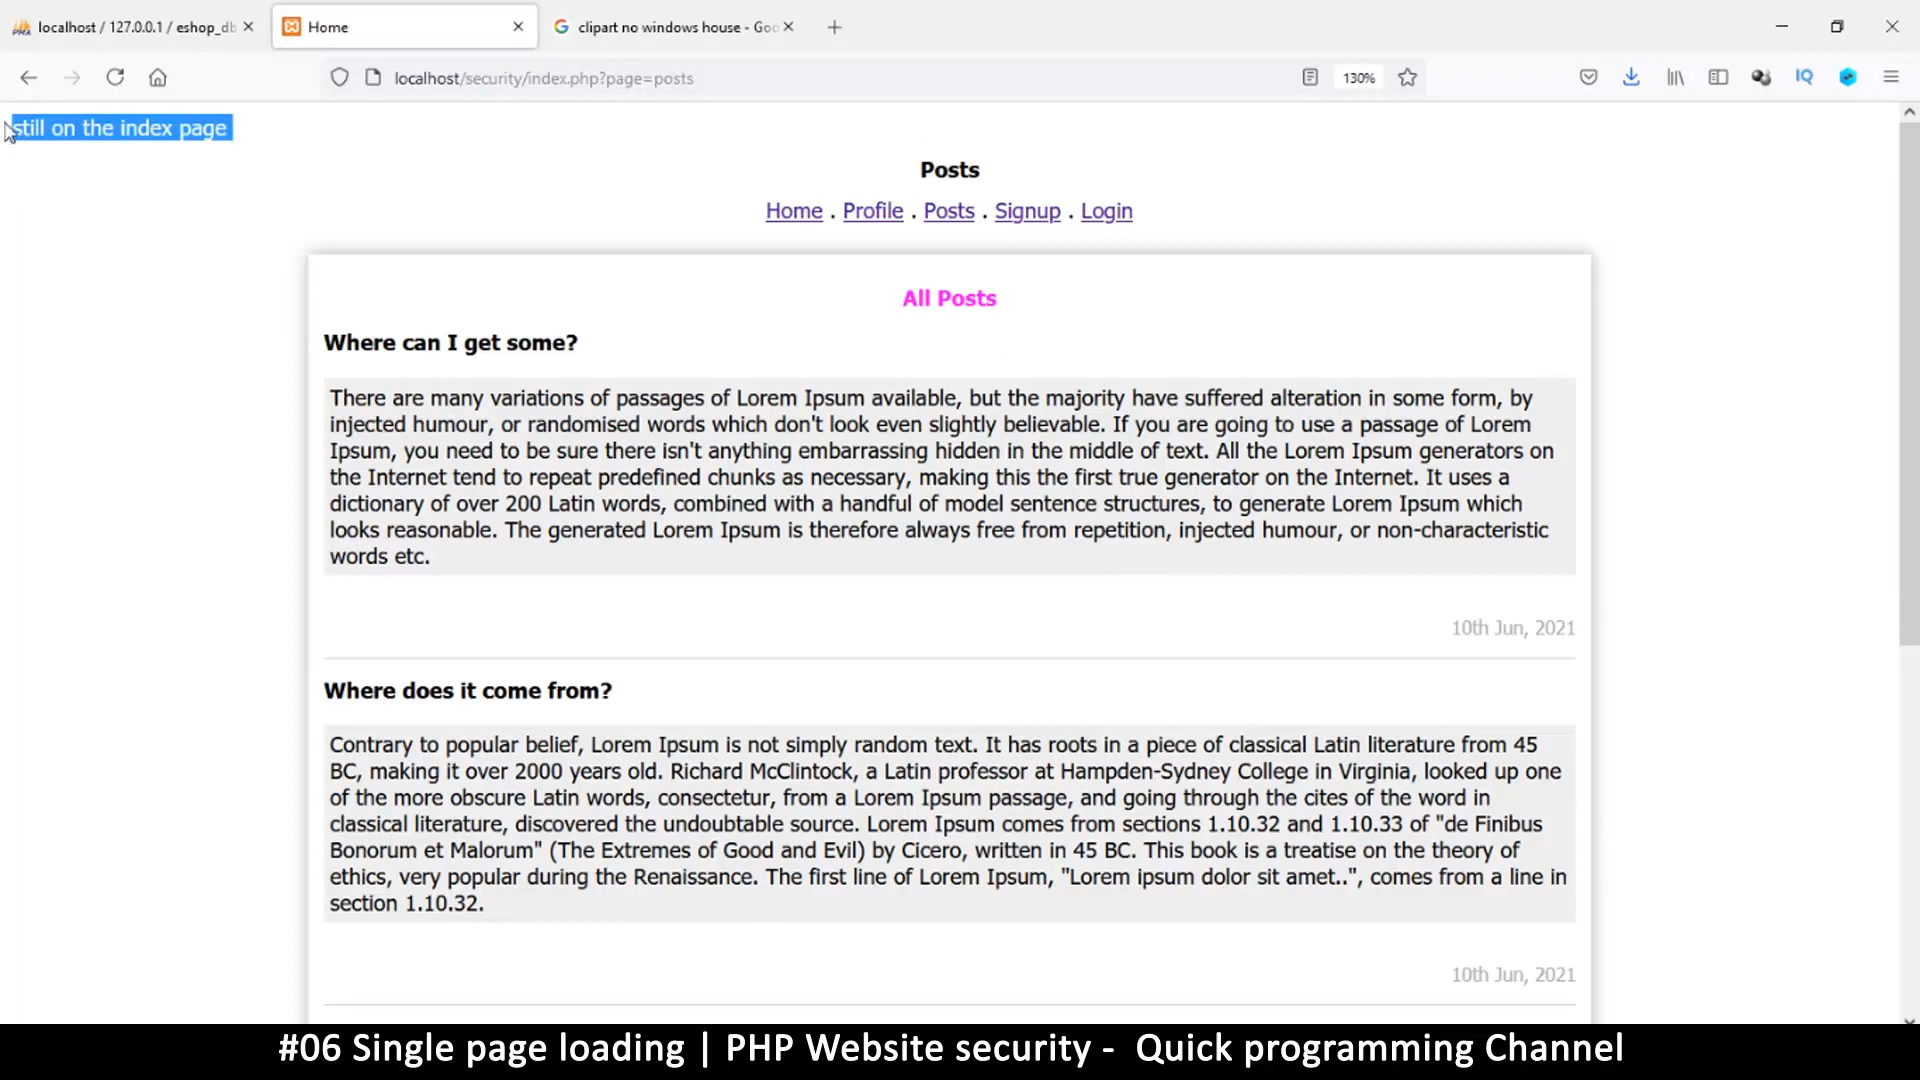 localhost / 127.0.0.1 / eshop_db
Home
clipart no windows house - Goo
localhost/security/index.php?page=posts
130%
IQ
still on the index page
Posts
Home . Profile . Posts . Signup . Login
All Posts
Where can I get some?
There are many variations of passages of Lorem Ipsum available, but the majority have suffered alteration in some form, by
injected humour, or randomised words which don't look even slightly believable. If you are going to use a passage of Lorem
Ipsum, you need to be sure there isn't anything embarrassing hidden in the middle of text. All the Lorem Ipsum generators on
the Internet tend to repeat predefined chunks as necessary, making this the first true generator on the Internet. It uses a
dictionary of over 200 Latin words, combined with a handful of model sentence structures, to generate Lorem Ipsum which
looks reasonable. The generated Lorem Ipsum is therefore always free from repetition, injected humour, or non-characteristic
words etc.
10th Jun, 2021
Where does it come from?
Contrary to popular belief, Lorem Ipsum is not simply random text. It has roots in a piece of classical Latin literature from 45
BC, making it over 2000 years old. Richard McClintock, a Latin professor at Hampden-Sydney College in Virginia, looked up one
of the more obscure Latin words, consectetur, from a Lorem Ipsum passage, and going through the cites of the word in
classical literature, discovered the undoubtable source. Lorem Ipsum comes from sections 1.10.32 and 1.10.33 of "de Finibus
Bonorum et Malorum" (The Extremes of Good and Evil) by Cicero, written in 45 BC. This book is a treatise on the theory of
ethics, very popular during the Renaissance. The first line of Lorem Ipsum, "Lorem ipsum dolor sit amet..", comes from a line in
section 1.10.32.
10th Jun, 2021
#06 Single page loading | PHP Website security - Quick programming Channel